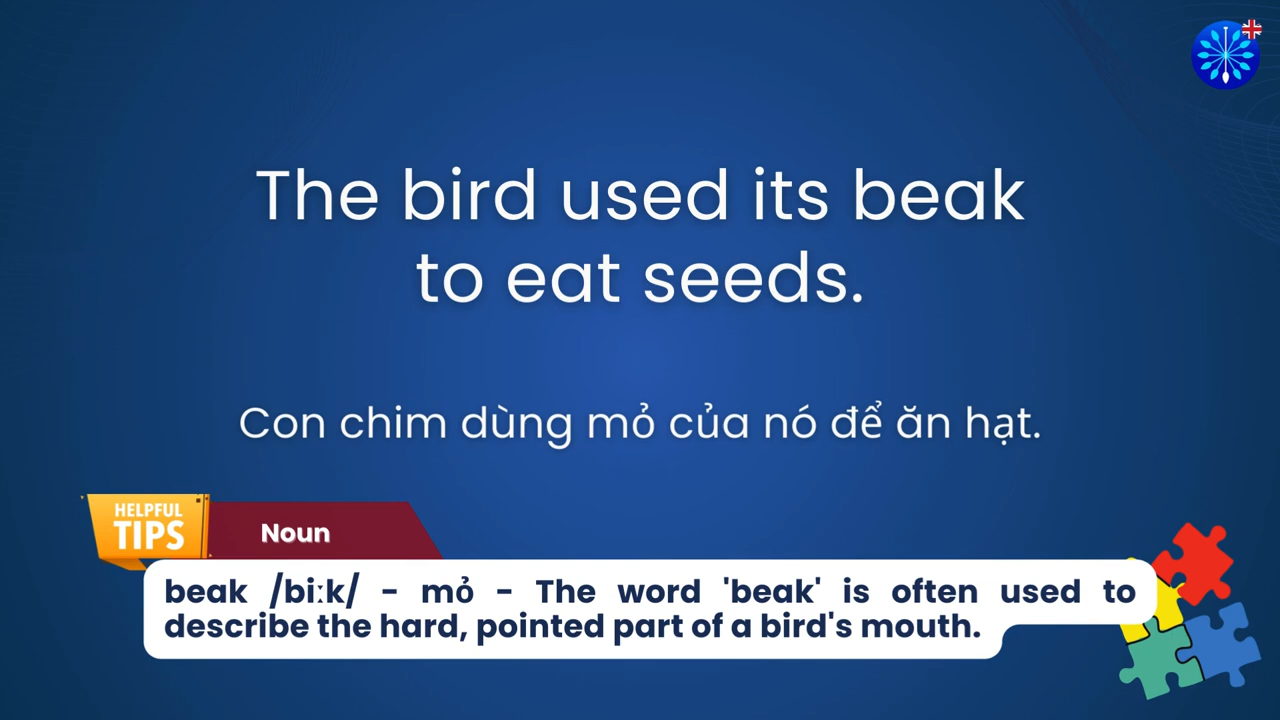 The bird used its beak
to eat seeds.
Con chim dùng mỏ của nó để ăn hạt.
HELPFUL
TIPS
Noun
beak /biːk/ - mỏ - The word 'beak' is often used to
describe the hard, pointed part of a bird's mouth.